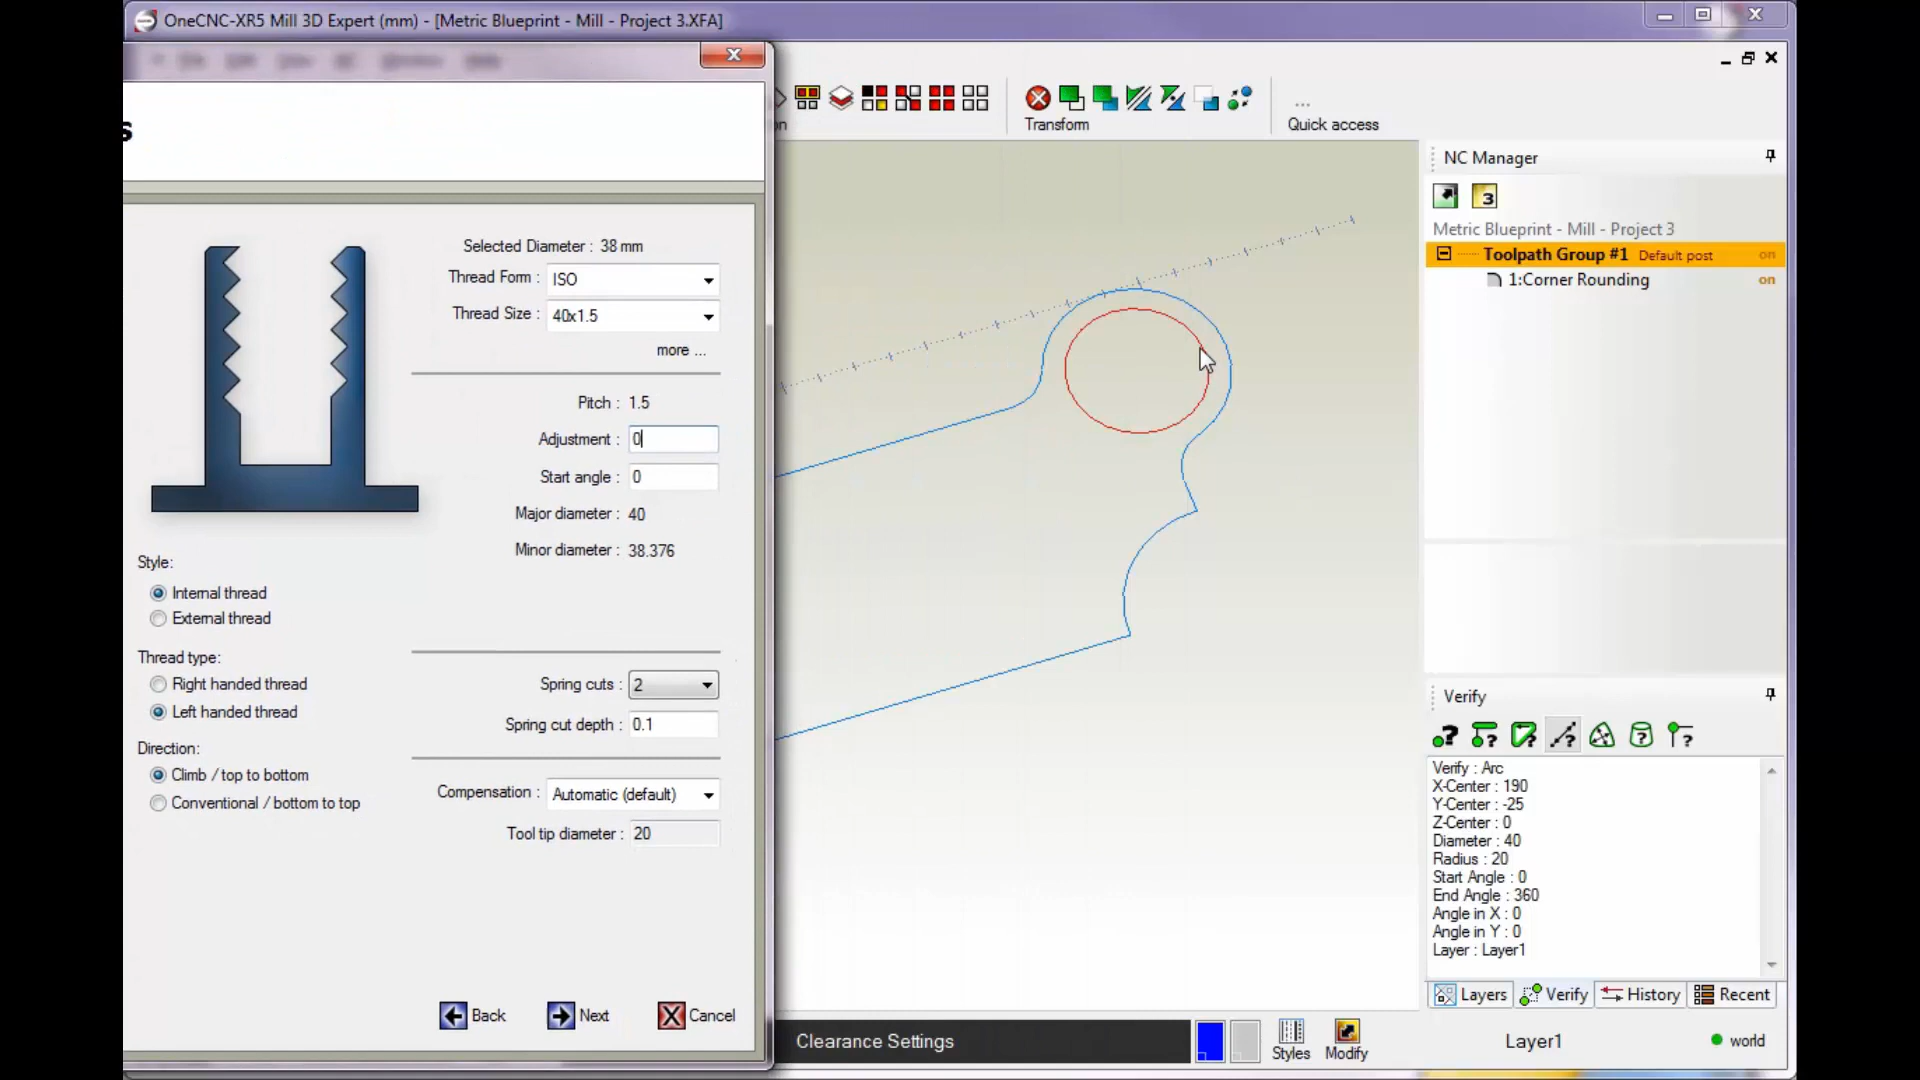 OneCNC-XR5 Mill 3D Expert (mm) - [Metric Blueprint - Mill - Project 3.XFA]
s
Selected Diameter : 38 mm
Thread Form : ISO
Thread Size : 40x1.5
more ...
Pitch : 1.5
Adjustment : 0
Start angle : 0
Major diameter : 40
Minor diameter : 38.376
Style:
Internal thread
External thread
Thread type:
Right handed thread
Left handed thread
Direction:
Climb / top to bottom
Conventional / bottom to top
Spring cuts : 2
Spring cut depth : 0.1
Compensation : Automatic (default)
Tool tip diameter : 20
Back
Next
Cancel
on
Transform
...
Quick access
Clearance Settings
Styles
Modify
Layer1
world
NC Manager
3
Metric Blueprint - Mill - Project 3
Toolpath Group #1 Default post on
1:Corner Rounding on
Verify
Verify : Arc
X-Center : 190
Y-Center : -25
Z-Center : 0
Diameter : 40
Radius : 20
Start Angle : 0
End Angle : 360
Angle in X : 0
Angle in Y : 0
Layer : Layer1
Layers
Verify
History
Recent